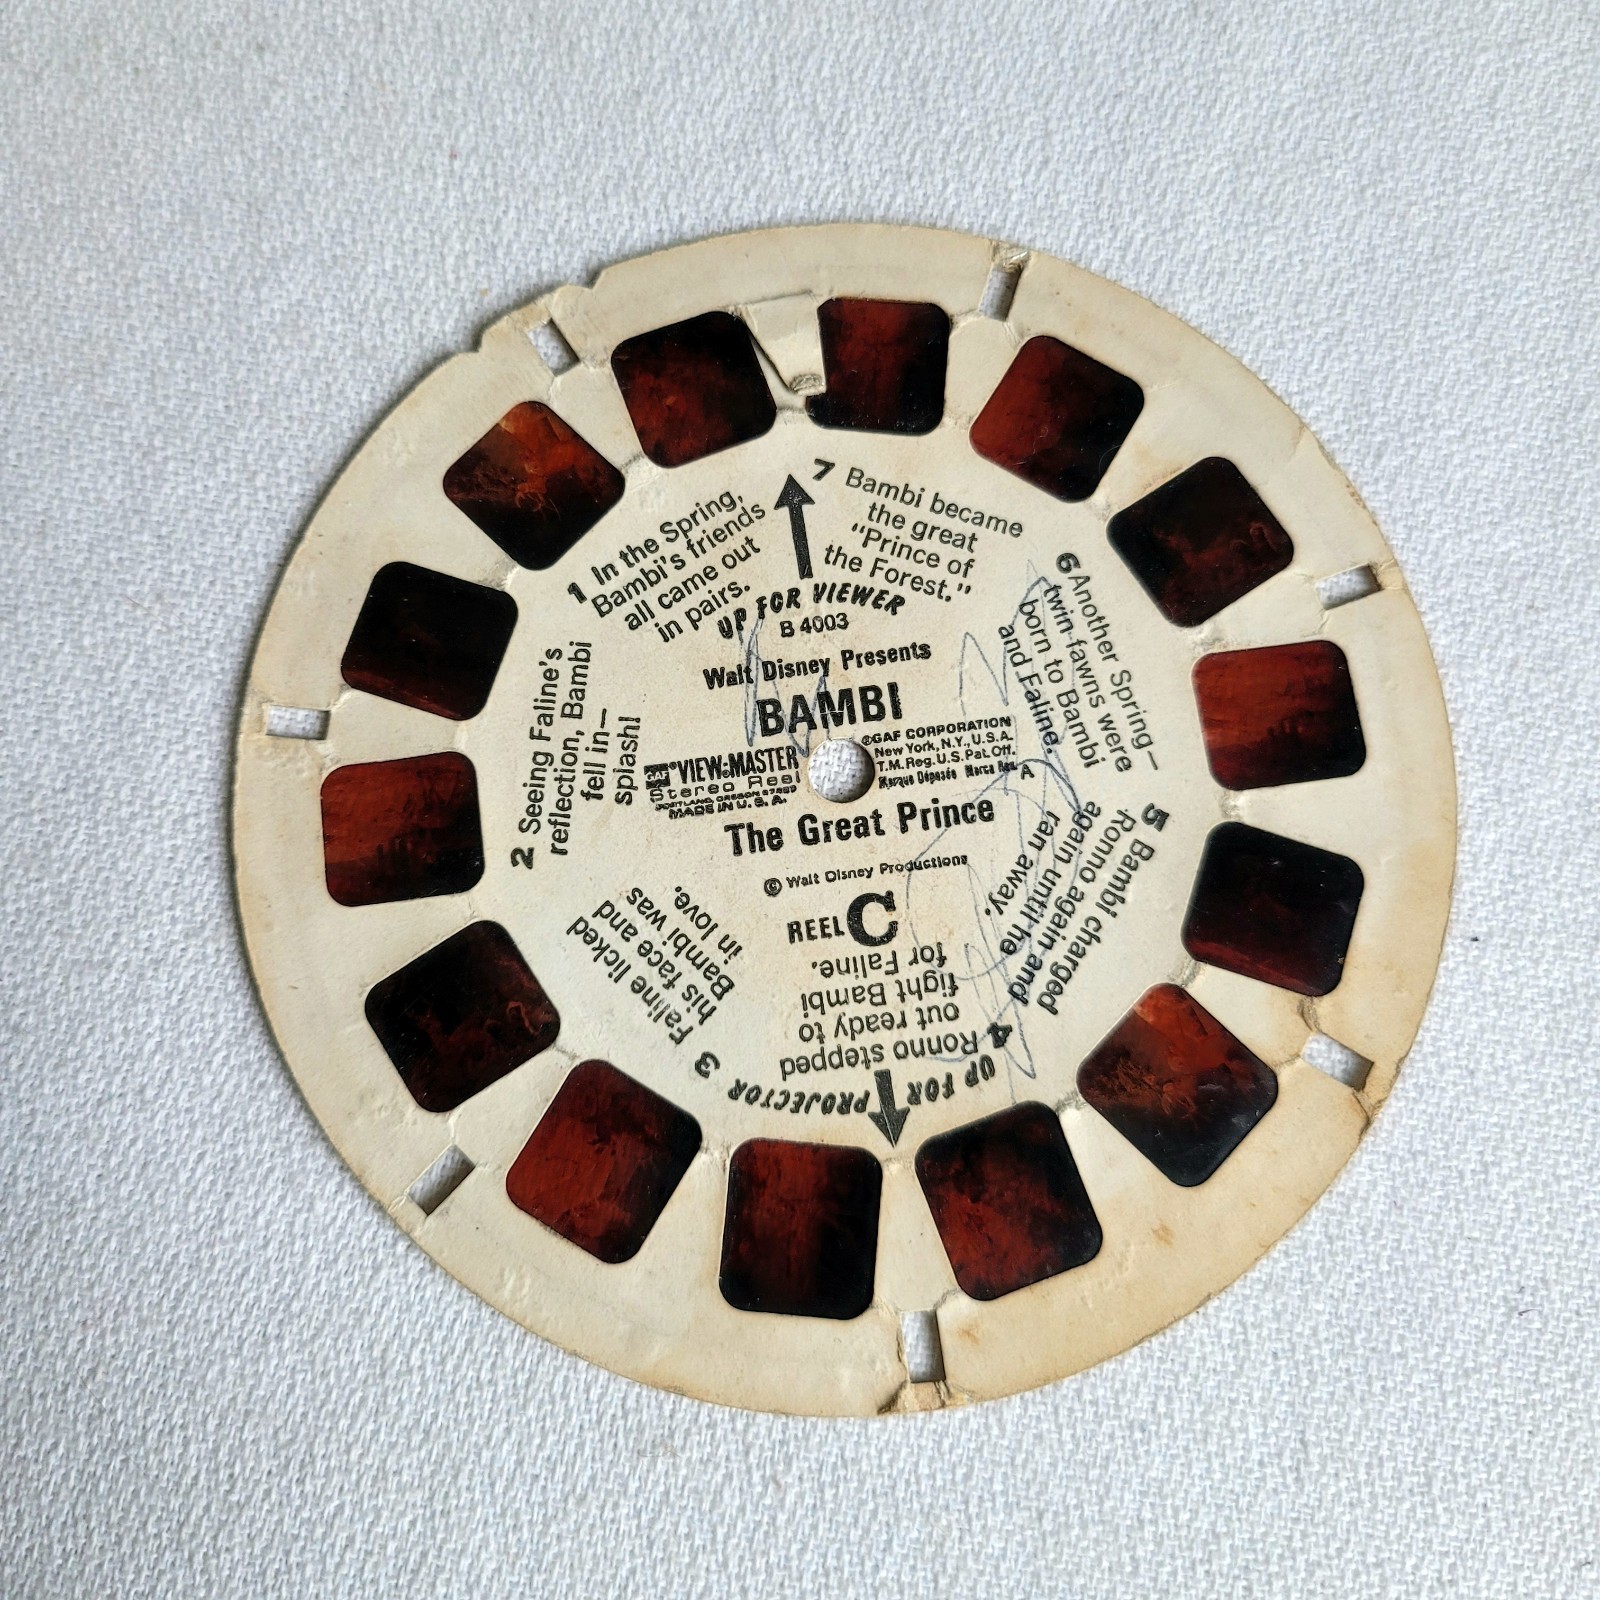 UP FOR VIEWER
B 4003
Walt Disney Presents
BAMBI
GAF ®VIEW-MASTER
Stereo Reel
PORTLAND, OREGON 97207
MADE IN U.S.A.
©GAF CORPORATION
New York, N.Y., U.S.A.
T.M. Reg. U.S. Pat. Off.
Marque Déposée Marca Reg. A
The Great Prince
© Walt Disney Productions
REEL C
1 In the Spring,
Bambi's friends
all came out
in pairs.
2 Seeing Faline's
reflection, Bambi
fell in—
splash!
3 Faline licked
his face and
Bambi was
in love.
4 Ronno stepped
out ready to
fight Bambi
for Faline.
5 Bambi charged
Ronno again and
again until he
ran away.
6 Another Spring—
twin fawns were
born to Bambi
and Faline.
7 Bambi became
the great
"Prince of
the Forest."
UP FOR PROJECTOR